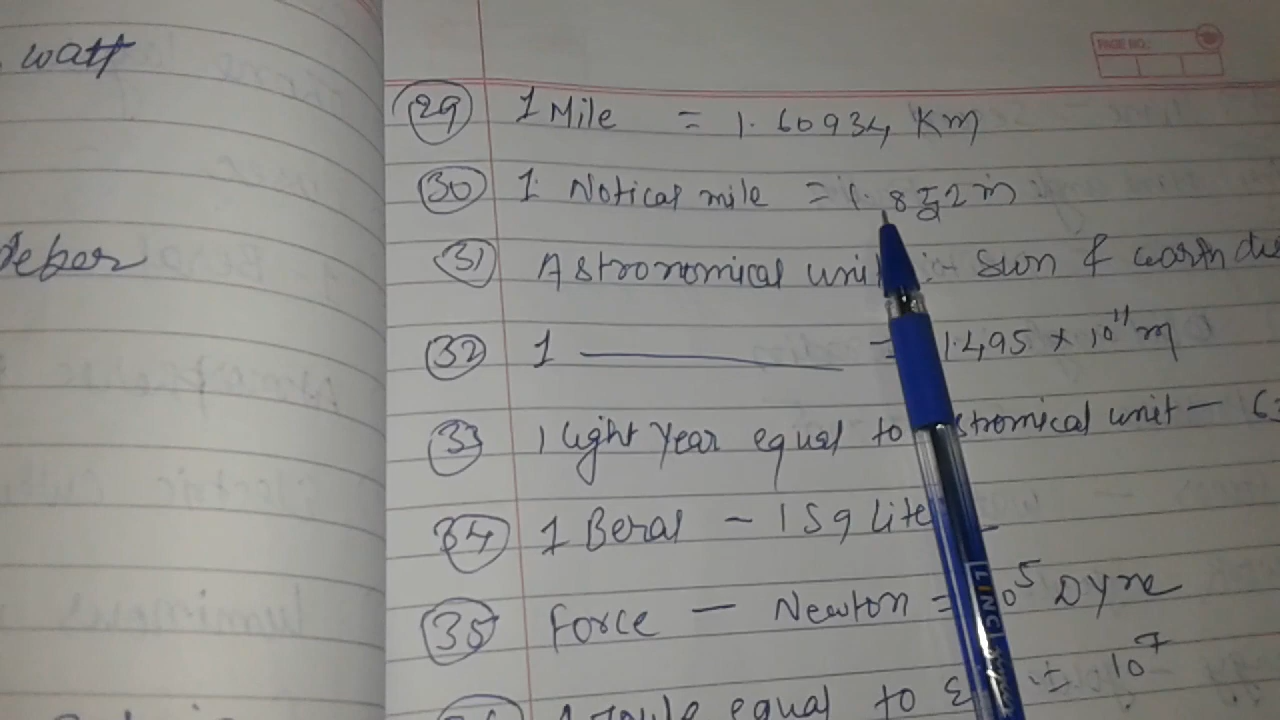 watt
PAGE NO.:
29 1 Mile = 1.60934 Km
30 1 Notical mile = 1.852 m
31 Astronomical unit Sun & earth
32 1 ——— = 1.495 × 10¹¹ m
33 1 light year equal to stromical unit —
34 1 Beral - 159 Lite
35 Force — Newton = 0⁵ Dyne
equal to 10⁷
LINC